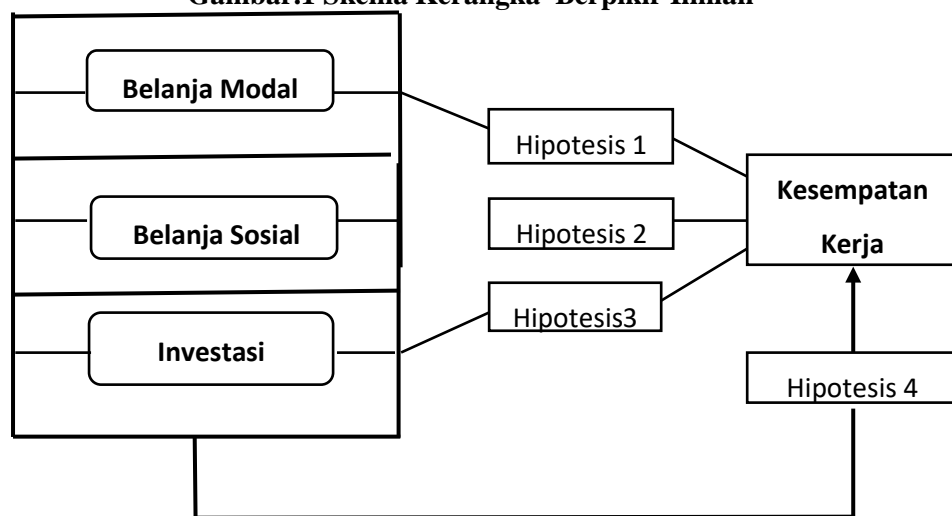 Gambar.1 Skema Kerangka Berpikir Ilmiah
Belanja Modal
Hipotesis 1
Kesempatan
Kerja
Belanja Sosial
Hipotesis 2
Hipotesis3
Investasi
Hipotesis 4